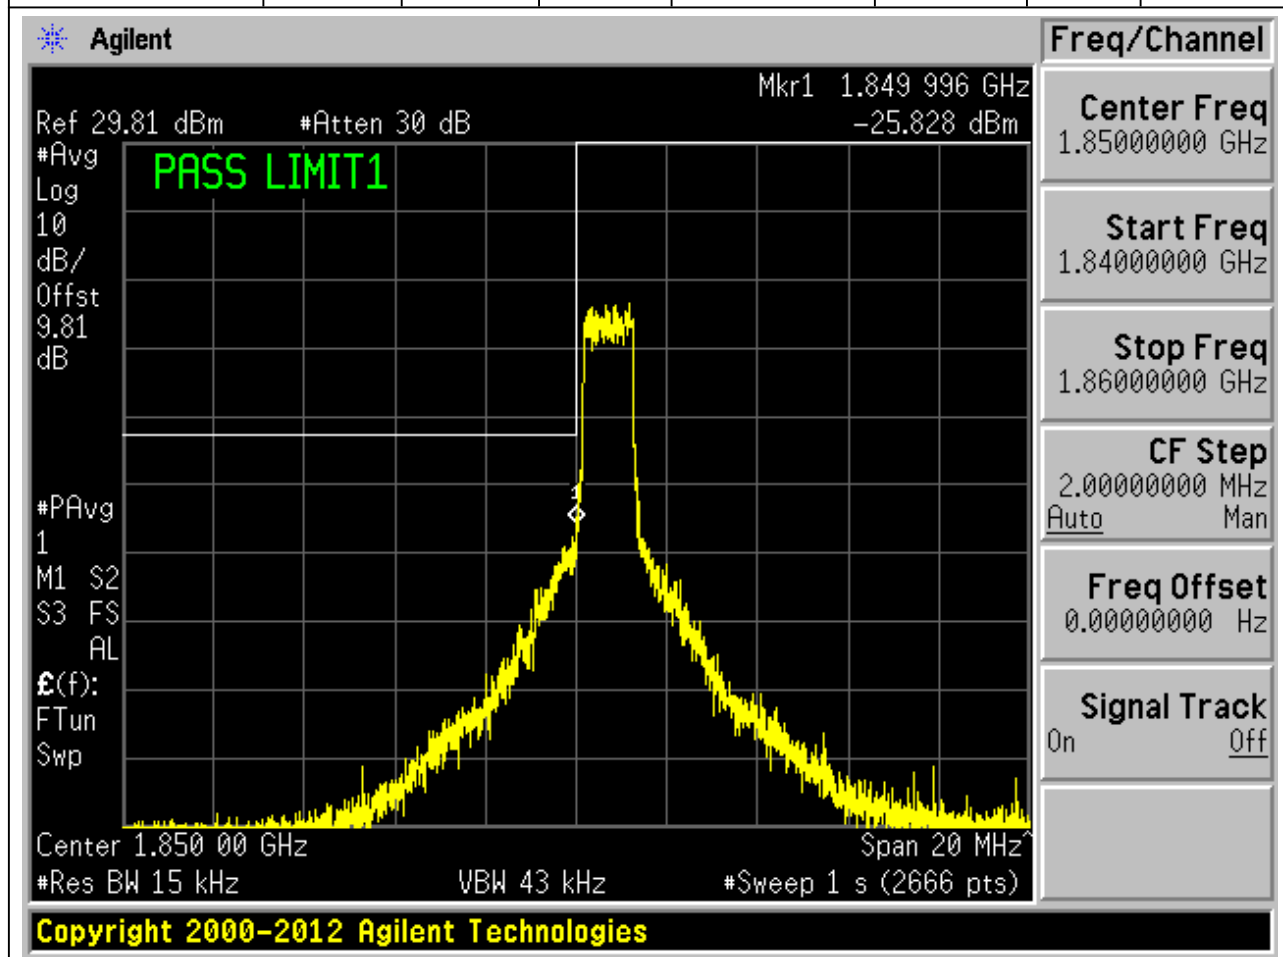 Agilent
Freq/Channel
Mkr1 1.849 996 GHz
Ref 29.81 dBm #Atten 30 dB -25.828 dBm
#Avg
Log
10
dB/
Offst
9.81
dB
PASS LIMIT1
1
#PAvg
1
M1 S2
S3 FS
AL
£(f):
FTun
Swp
Center 1.850 00 GHz Span 20 MHz^
#Res BW 15 kHz VBW 43 kHz #Sweep 1 s (2666 pts)
Center Freq
1.85000000 GHz
Start Freq
1.84000000 GHz
Stop Freq
1.86000000 GHz
CF Step
2.00000000 MHz
Auto Man
Freq Offset
0.00000000 Hz
Signal Track
On Off
Copyright 2000-2012 Agilent Technologies